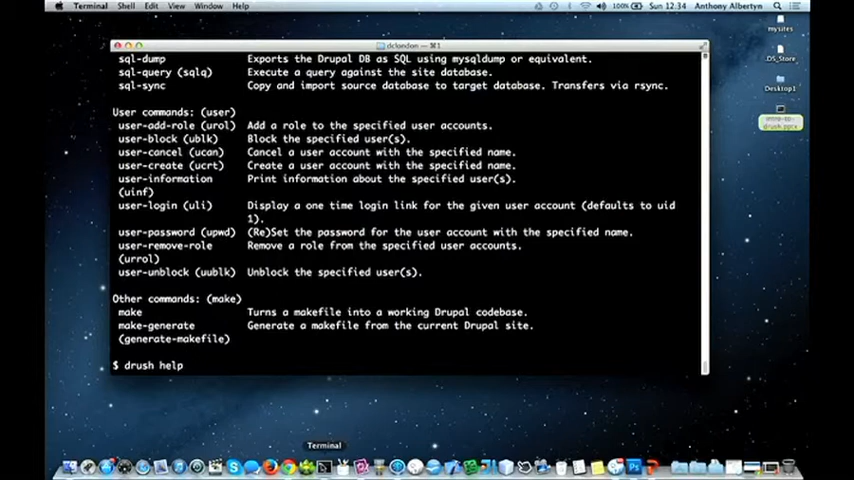 Terminal Shell Edit View Window Help
100%
Sun 12:34 Anthony Albertyn
mysites
.DS_Store
Desktop1
intro-to-
drush.pptx
dclondon — ⌘1
sql-dump Exports the Drupal DB as SQL using mysqldump or equivalent.
sql-query (sqlq) Execute a query against the site database.
sql-sync Copy and import source database to target database. Transfers via rsync.
User commands: (user)
user-add-role (urol) Add a role to the specified user accounts.
user-block (ublk) Block the specified user(s).
user-cancel (ucan) Cancel a user account with the specified name.
user-create (ucrt) Create a user account with the specified name.
user-information Print information about the specified user(s).
(uinf)
user-login (uli) Display a one time login link for the given user account (defaults to uid
1).
user-password (upwd) (Re)Set the password for the user account with the specified name.
user-remove-role Remove a role from the specified user accounts.
(urrol)
user-unblock (uublk) Unblock the specified user(s).
Other commands: (make)
make Turns a makefile into a working Drupal codebase.
make-generate Generate a makefile from the current Drupal site.
(generate-makefile)
$ drush help
Terminal